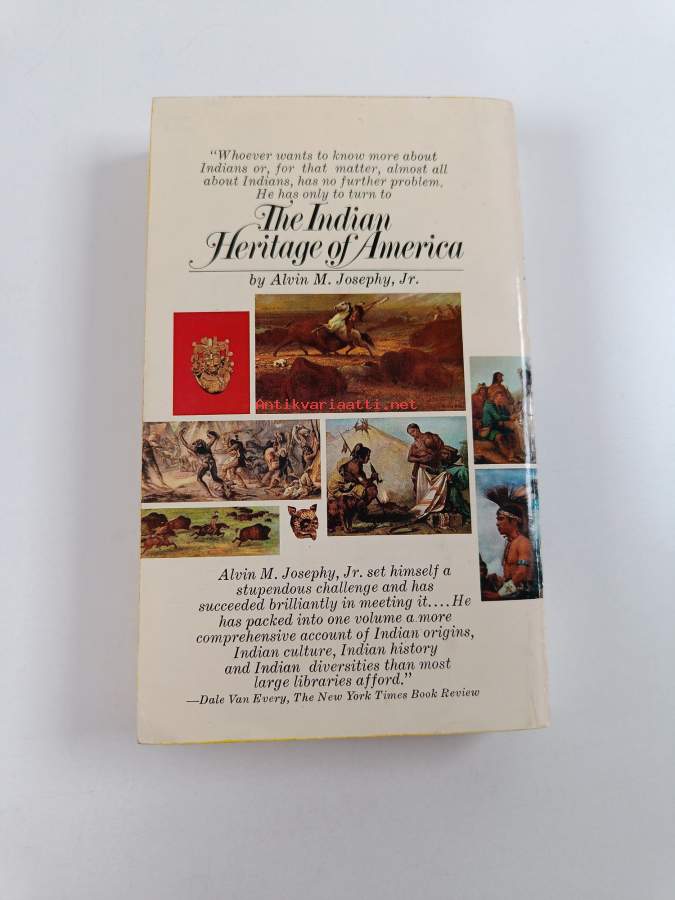 “Whoever wants to know more about
Indians or, for that matter, almost all
about Indians, has no further problem.
He has only to turn to
The Indian
Heritage of America
by Alvin M. Josephy, Jr.
Antikvariaatti.net
Alvin M. Josephy, Jr. set himself a
stupendous challenge and has
succeeded brilliantly in meeting it....He
has packed into one volume a more
comprehensive account of Indian origins,
Indian culture, Indian history
and Indian diversities than most
large libraries afford.”
—Dale Van Every, The New York Times Book Review